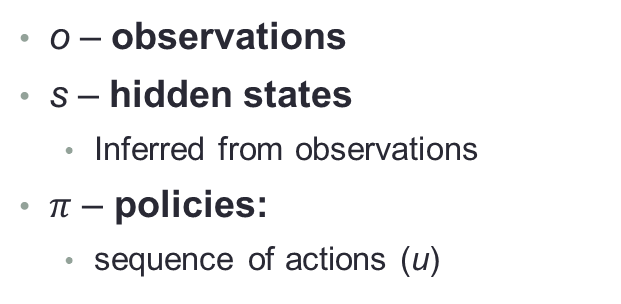 • o – observations
• s – hidden states
• Inferred from observations
• π – policies:
• sequence of actions (u)